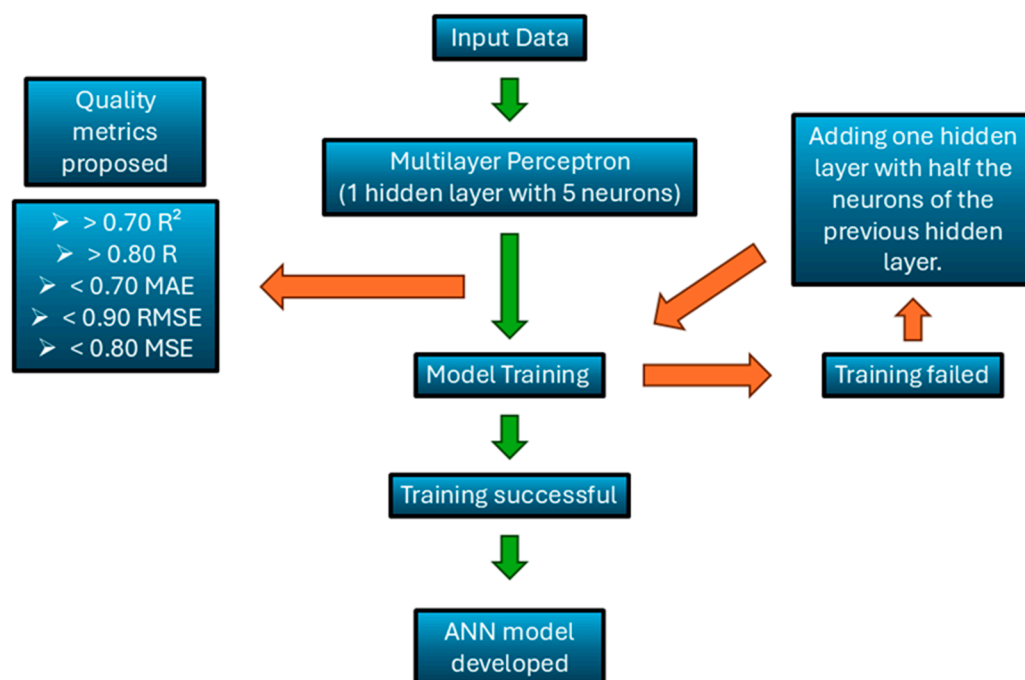 Input Data
Quality
metrics
proposed
Multilayer Perceptron
(1 hidden layer with 5 neurons)
Adding one hidden
layer with half the
neurons of the
previous hidden
layer.
➢ > 0.70 R²
➢ > 0.80 R
➢ < 0.70 MAE
➢ < 0.90 RMSE
➢ < 0.80 MSE
Model Training
Training failed
Training successful
ANN model
developed